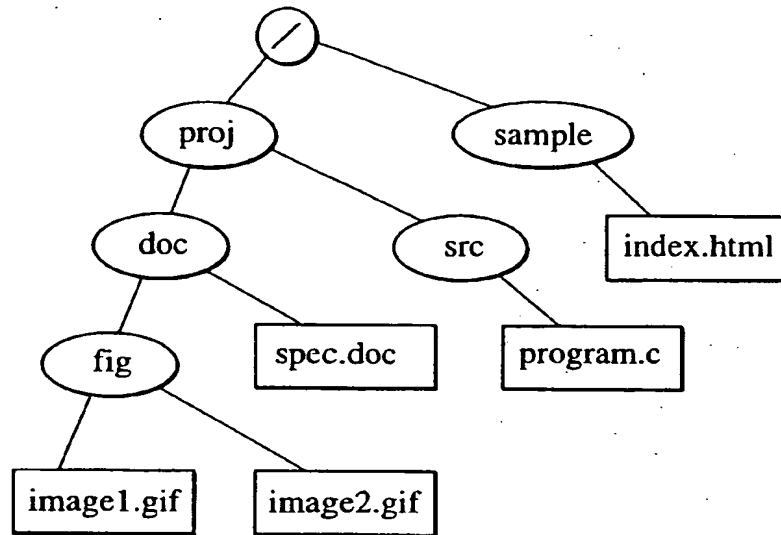 /
proj
sample
doc
src
index.html
fig
spec.doc
program.c
image1.gif
image2.gif